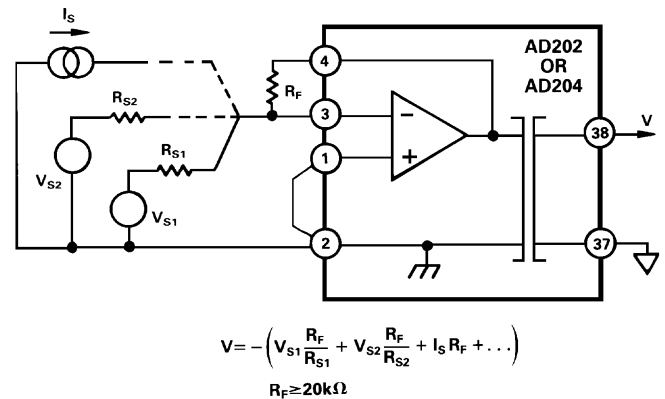 I_S
AD202
OR
AD204
4
R_F
R_S2
3
V
38
1
R_S1
V_S2
V_S1
2
37
V = −(V_S1 R_F/R_S1 + V_S2 R_F/R_S2 + I_S R_F + . . .)
R_F ≥ 20kΩ